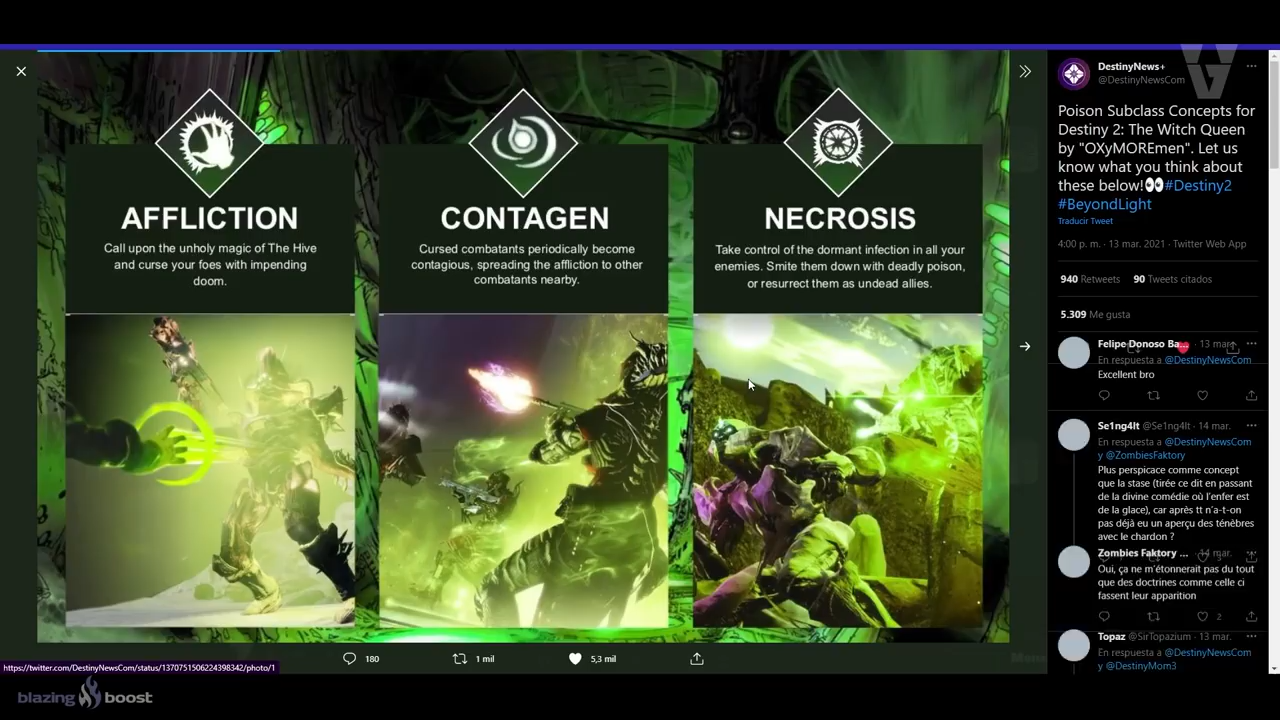 AFFLICTION
Call upon the unholy magic of The Hive
and curse your foes with impending
doom.
CONTAGEN
Cursed combatants periodically become
contagious, spreading the affliction to other
combatants nearby.
NECROSIS
Take control of the dormant infection in all your
enemies. Smite them down with deadly poison,
or resurrect them as undead allies.
180
1 mil
5,3 mil
https://twitter.com/DestinyNewsCom/status/1370751506224398342/photo/1
blazing boost
DestinyNews+
@DestinyNewsCom
Poison Subclass Concepts for
Destiny 2: The Witch Queen
by "OXyMOREmen". Let us
know what you think about
these below!👀#Destiny2
#BeyondLight
Traducir Tweet
4:00 p. m. · 13 mar. 2021 · Twitter Web App
940 Retweets 90 Tweets citados
5.309 Me gusta
Felipe Donoso Ba... · 13 mar.
En respuesta a @DestinyNewsCom
Excellent bro
Se1ng4lt @Se1ng4lt · 14 mar.
En respuesta a @DestinyNewsCom
y @ZombiesFaktory
Plus perspicace comme concept
que la stase (tirée ce dit en passant
de la divine comédie où l'enfer est
de la glace), car après tt n'a-t-on
pas déjà eu un aperçu des ténèbres
avec le chardon ?
Zombies Faktory ... · 14 mar.
Oui, ça ne m'étonnerait pas du tout
que des doctrines comme celle ci
fassent leur apparition
2
Topaz @SirTopazium · 13 mar.
En respuesta a @DestinyNewsCom
y @DestinyMom3